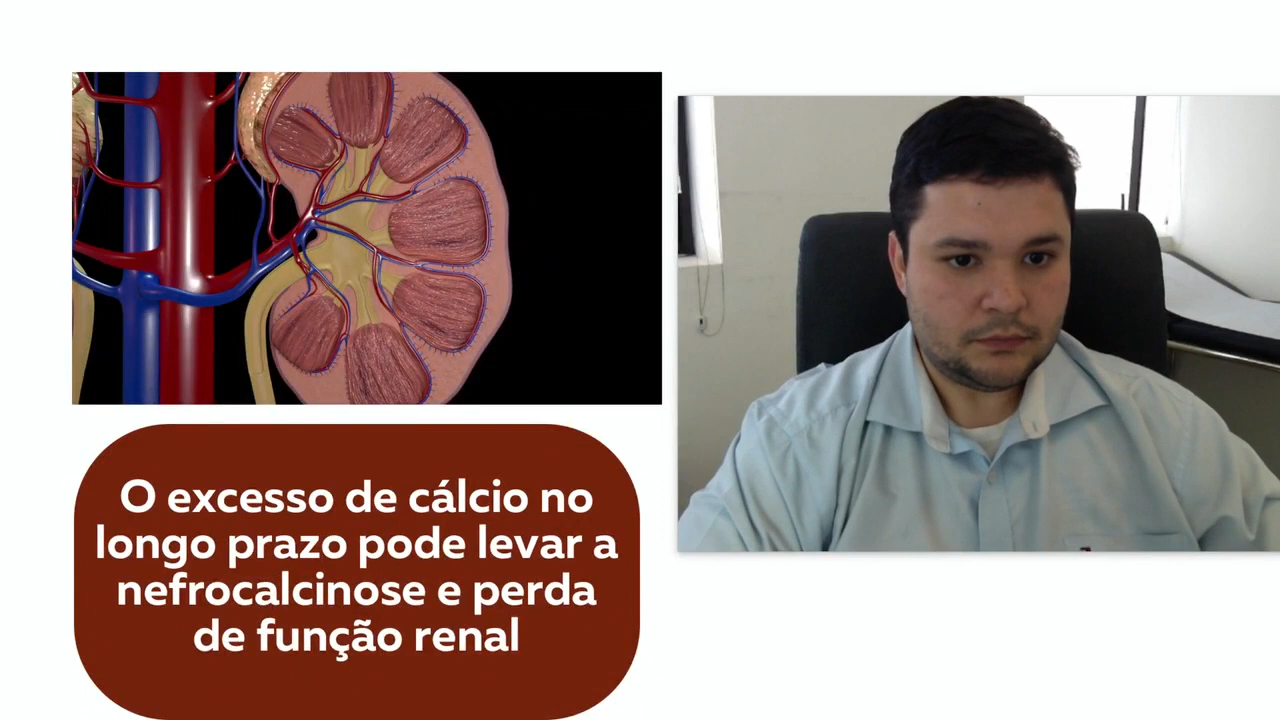 O excesso de cálcio no
longo prazo pode levar a
nefrocalcinose e perda
de função renal